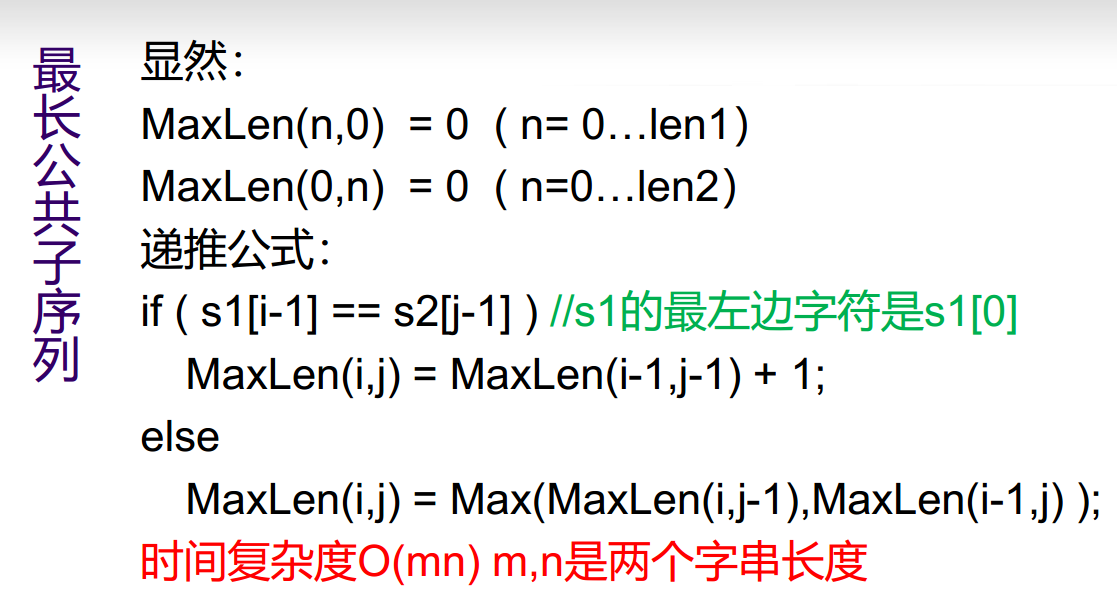 最长公共子序列
显然：
MaxLen(n,0) = 0 ( n= 0…len1）
MaxLen(0,n) = 0 ( n=0…len2）
递推公式：
if ( s1[i-1] == s2[j-1] ) //s1的最左边字符是s1[0]
MaxLen(i,j) = MaxLen(i-1,j-1) + 1;
else
MaxLen(i,j) = Max(MaxLen(i,j-1),MaxLen(i-1,j) );
时间复杂度O(mn) m,n是两个字串长度